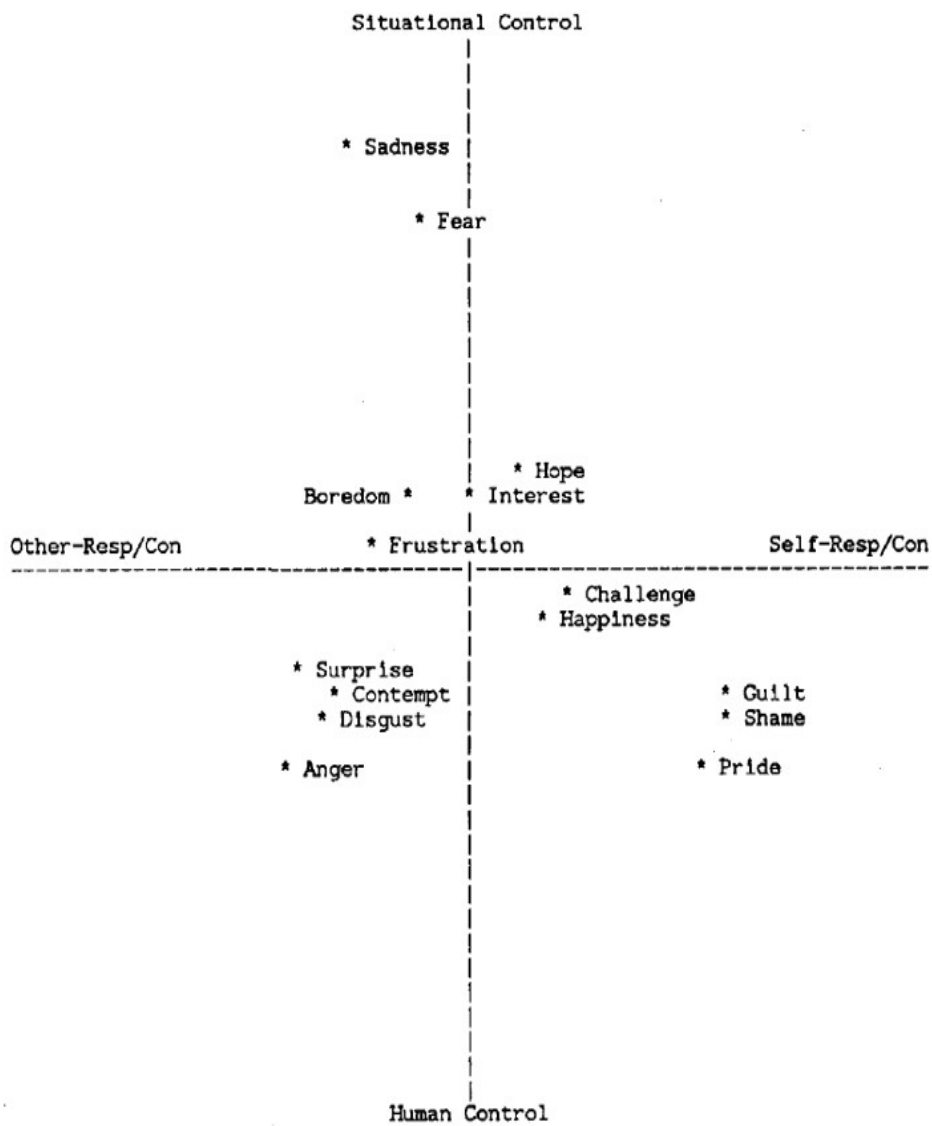 Situational Control
* Sadness
* Fear
* Hope
Boredom * * Interest
Other-Resp/Con * Frustration Self-Resp/Con
* Challenge
* Happiness
* Surprise
* Contempt * Guilt
* Disgust * Shame
* Anger * Pride
Human Control